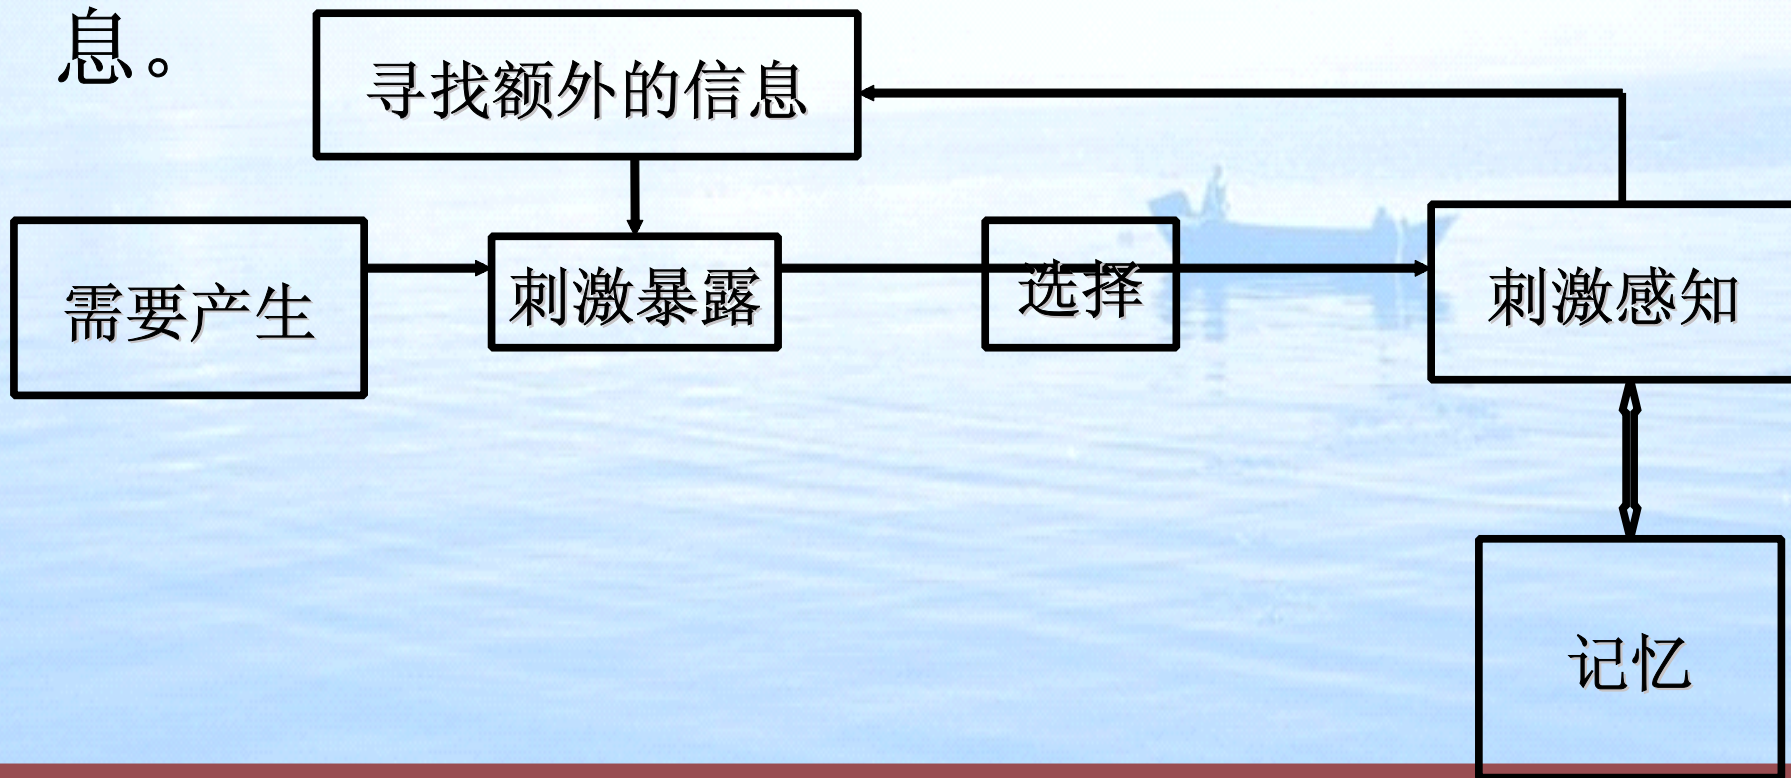 息。
寻找额外的信息
需要产生
刺激暴露
选择
刺激感知
记忆